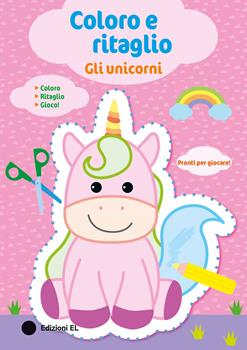 Coloro e
ritaglio
Gli unicorni
Coloro
Ritaglio
Gioco!
Pronti per giocare!
Edizioni EL